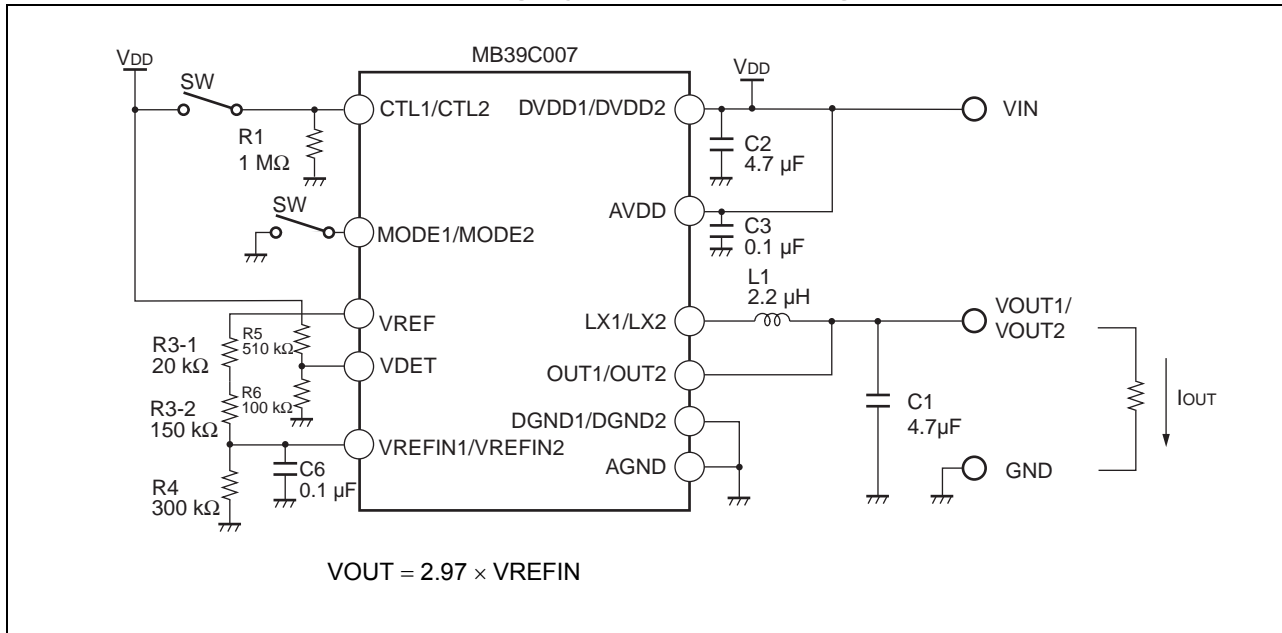 MB39C007
VDD
SW
CTL1/CTL2
R1
1 MΩ
SW
MODE1/MODE2
VREF
R3-1
20 kΩ
R5
510 kΩ
VDET
R6
100 kΩ
R3-2
150 kΩ
VREFIN1/VREFIN2
C6
0.1 µF
R4
300 kΩ
VDD
DVDD1/DVDD2
VIN
C2
4.7 µF
AVDD
C3
0.1 µF
L1
2.2 µH
LX1/LX2
VOUT1/
VOUT2
OUT1/OUT2
C1
4.7µF
IOUT
DGND1/DGND2
AGND
GND
VOUT = 2.97 × VREFIN